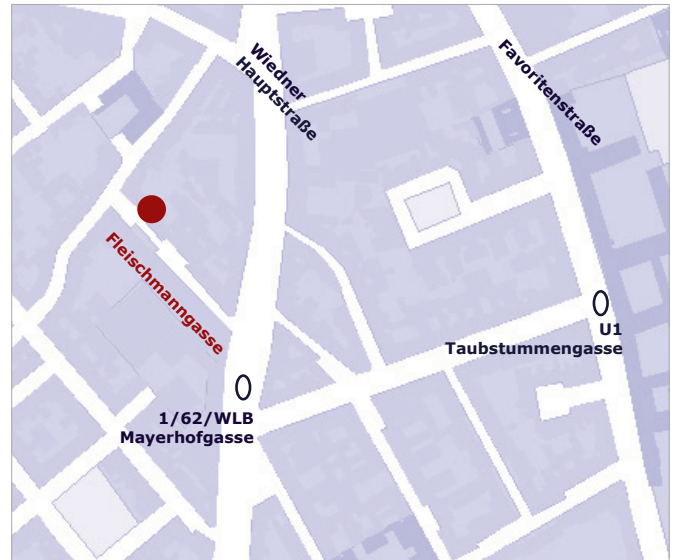 Wiedner
Hauptstraße
Favoritenstraße
Fleischmanngasse
U1
Taubstummengasse
1/62/WLB
Mayerhofgasse